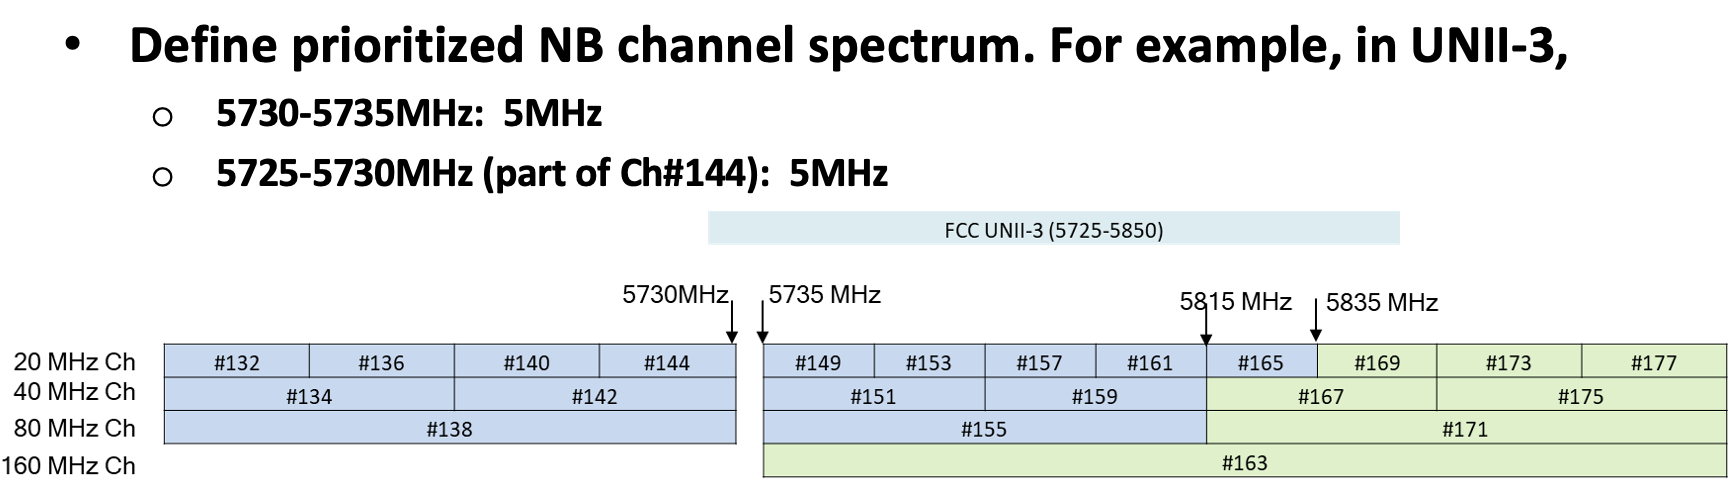 • Define prioritized NB channel spectrum. For example, in UNII-3,
o 5730-5735MHz: 5MHz
o 5725-5730MHz (part of Ch#144): 5MHz
FCC UNII-3 (5725-5850)
5730MHz 5735 MHz 5815 MHz 5835 MHz
20 MHz Ch #132 #136 #140 #144 #149 #153 #157 #161 #165 #169 #173 #177
40 MHz Ch #134 #142 #151 #159 #167 #175
80 MHz Ch #138 #155 #171
160 MHz Ch #163